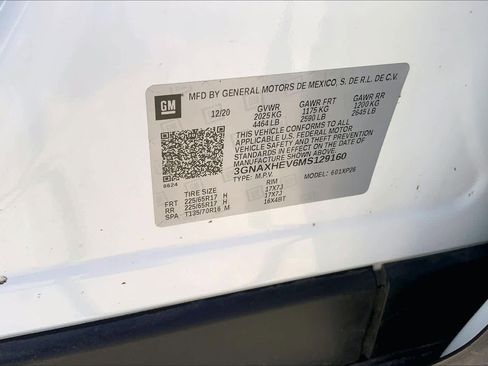 GM
MFD BY GENERAL MOTORS DE MEXICO, S. DE R.L. DE C.V.
12/20 GVWR GAWR FRT GAWR RR
2025 KG 1175 KG 1200 KG
4464 LB 2590 LB 2645 LB
THIS VEHICLE CONFORMS TO ALL
APPLICABLE U.S. FEDERAL MOTOR
VEHICLE SAFETY AND THEFT PREVENTION
STANDARDS IN EFFECT ON THE DATE OF
MANUFACTURE SHOWN ABOVE.
3GNAXHEV6MS129160
TYPE: M.P.V. MODEL: 601XP26
9624
TIRE SIZE RIM
FRT 225/65R17 H 17X7J
RR 225/65R17 H 17X7J
SPA T135/70R16 M 16X4BT